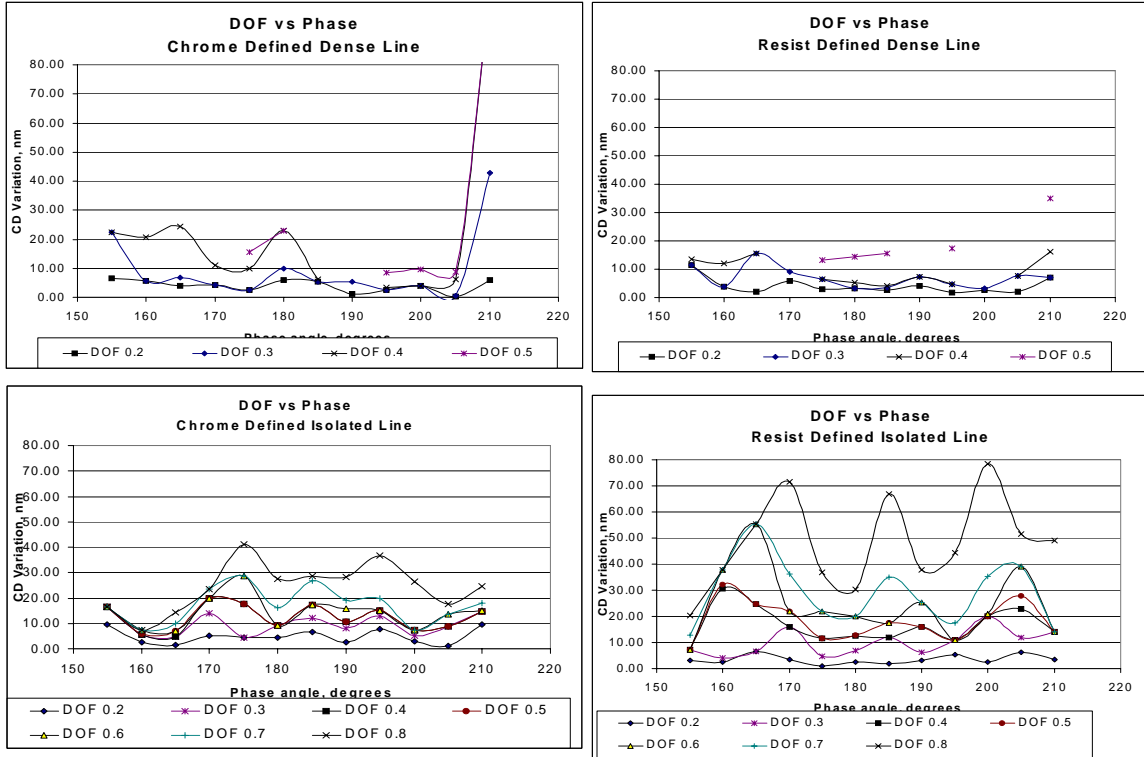 DOF vs Phase
Chrome Defined Dense Line
CD Variation, nm
80.00
70.00
60.00
50.00
40.00
30.00
20.00
10.00
0.00
150 160 170 180 190 200 210 220
Phase angle, degrees
DOF 0.2 DOF 0.3 DOF 0.4 DOF 0.5
DOF vs Phase
Resist Defined Dense Line
CD Variation, nm
80.00
70.00
60.00
50.00
40.00
30.00
20.00
10.00
0.00
150 160 170 180 190 200 210 220
Phase angle, degrees
DOF 0.2 DOF 0.3 DOF 0.4 DOF 0.5
DOF vs Phase
Chrome Defined Isolated Line
CD Variation, nm
80.00
70.00
60.00
50.00
40.00
30.00
20.00
10.00
0.00
150 160 170 180 190 200 210 220
Phase angle, degrees
DOF 0.2 DOF 0.3 DOF 0.4 DOF 0.5
DOF 0.6 DOF 0.7 DOF 0.8
DOF vs Phase
Resist Defined Isolated Line
CD Variation, nm
80.00
70.00
60.00
50.00
40.00
30.00
20.00
10.00
0.00
150 160 170 180 190 200 210 220
Phase angle, degrees
DOF 0.2 DOF 0.3 DOF 0.4 DOF 0.5
DOF 0.6 DOF 0.7 DOF 0.8